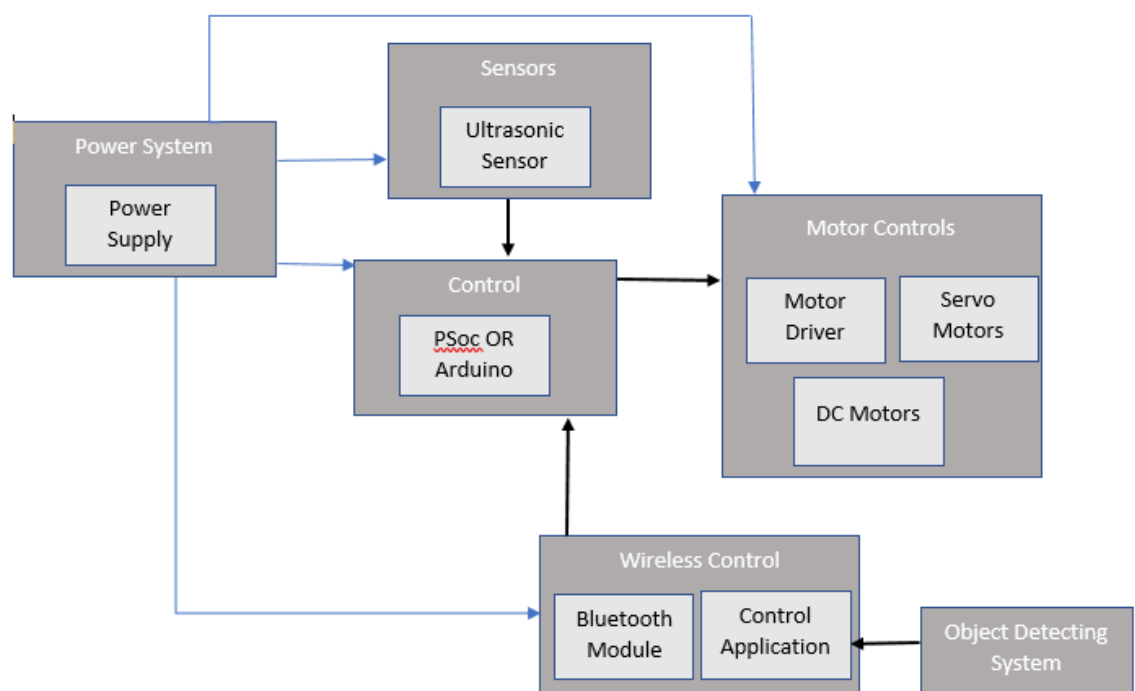 Sensors
Ultrasonic
Sensor
Power System
Power
Supply
Motor Controls
Motor
Driver
Servo
Motors
DC Motors
Control
PSoc OR
Arduino
Wireless Control
Bluetooth
Module
Control
Application
Object Detecting
System